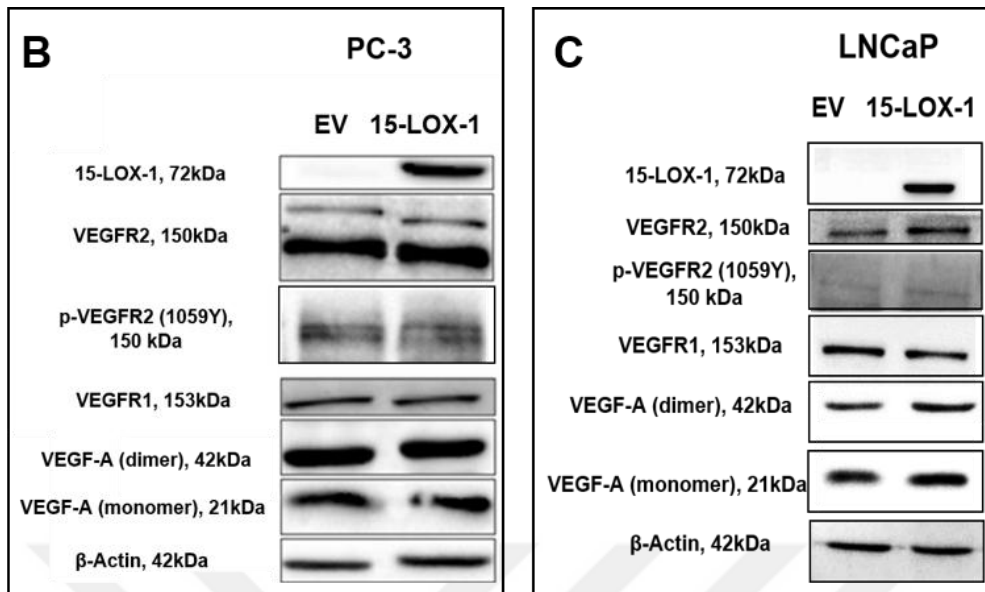 B
PC-3
EV 15-LOX-1
15-LOX-1, 72kDa
VEGFR2, 150kDa
p-VEGFR2 (1059Y),
150 kDa
VEGFR1, 153kDa
VEGF-A (dimer), 42kDa
VEGF-A (monomer), 21kDa
β-Actin, 42kDa
C
LNCaP
EV 15-LOX-1
15-LOX-1, 72kDa
VEGFR2, 150kDa
p-VEGFR2 (1059Y),
150 kDa
VEGFR1, 153kDa
VEGF-A (dimer), 42kDa
VEGF-A (monomer), 21kDa
β-Actin, 42kDa